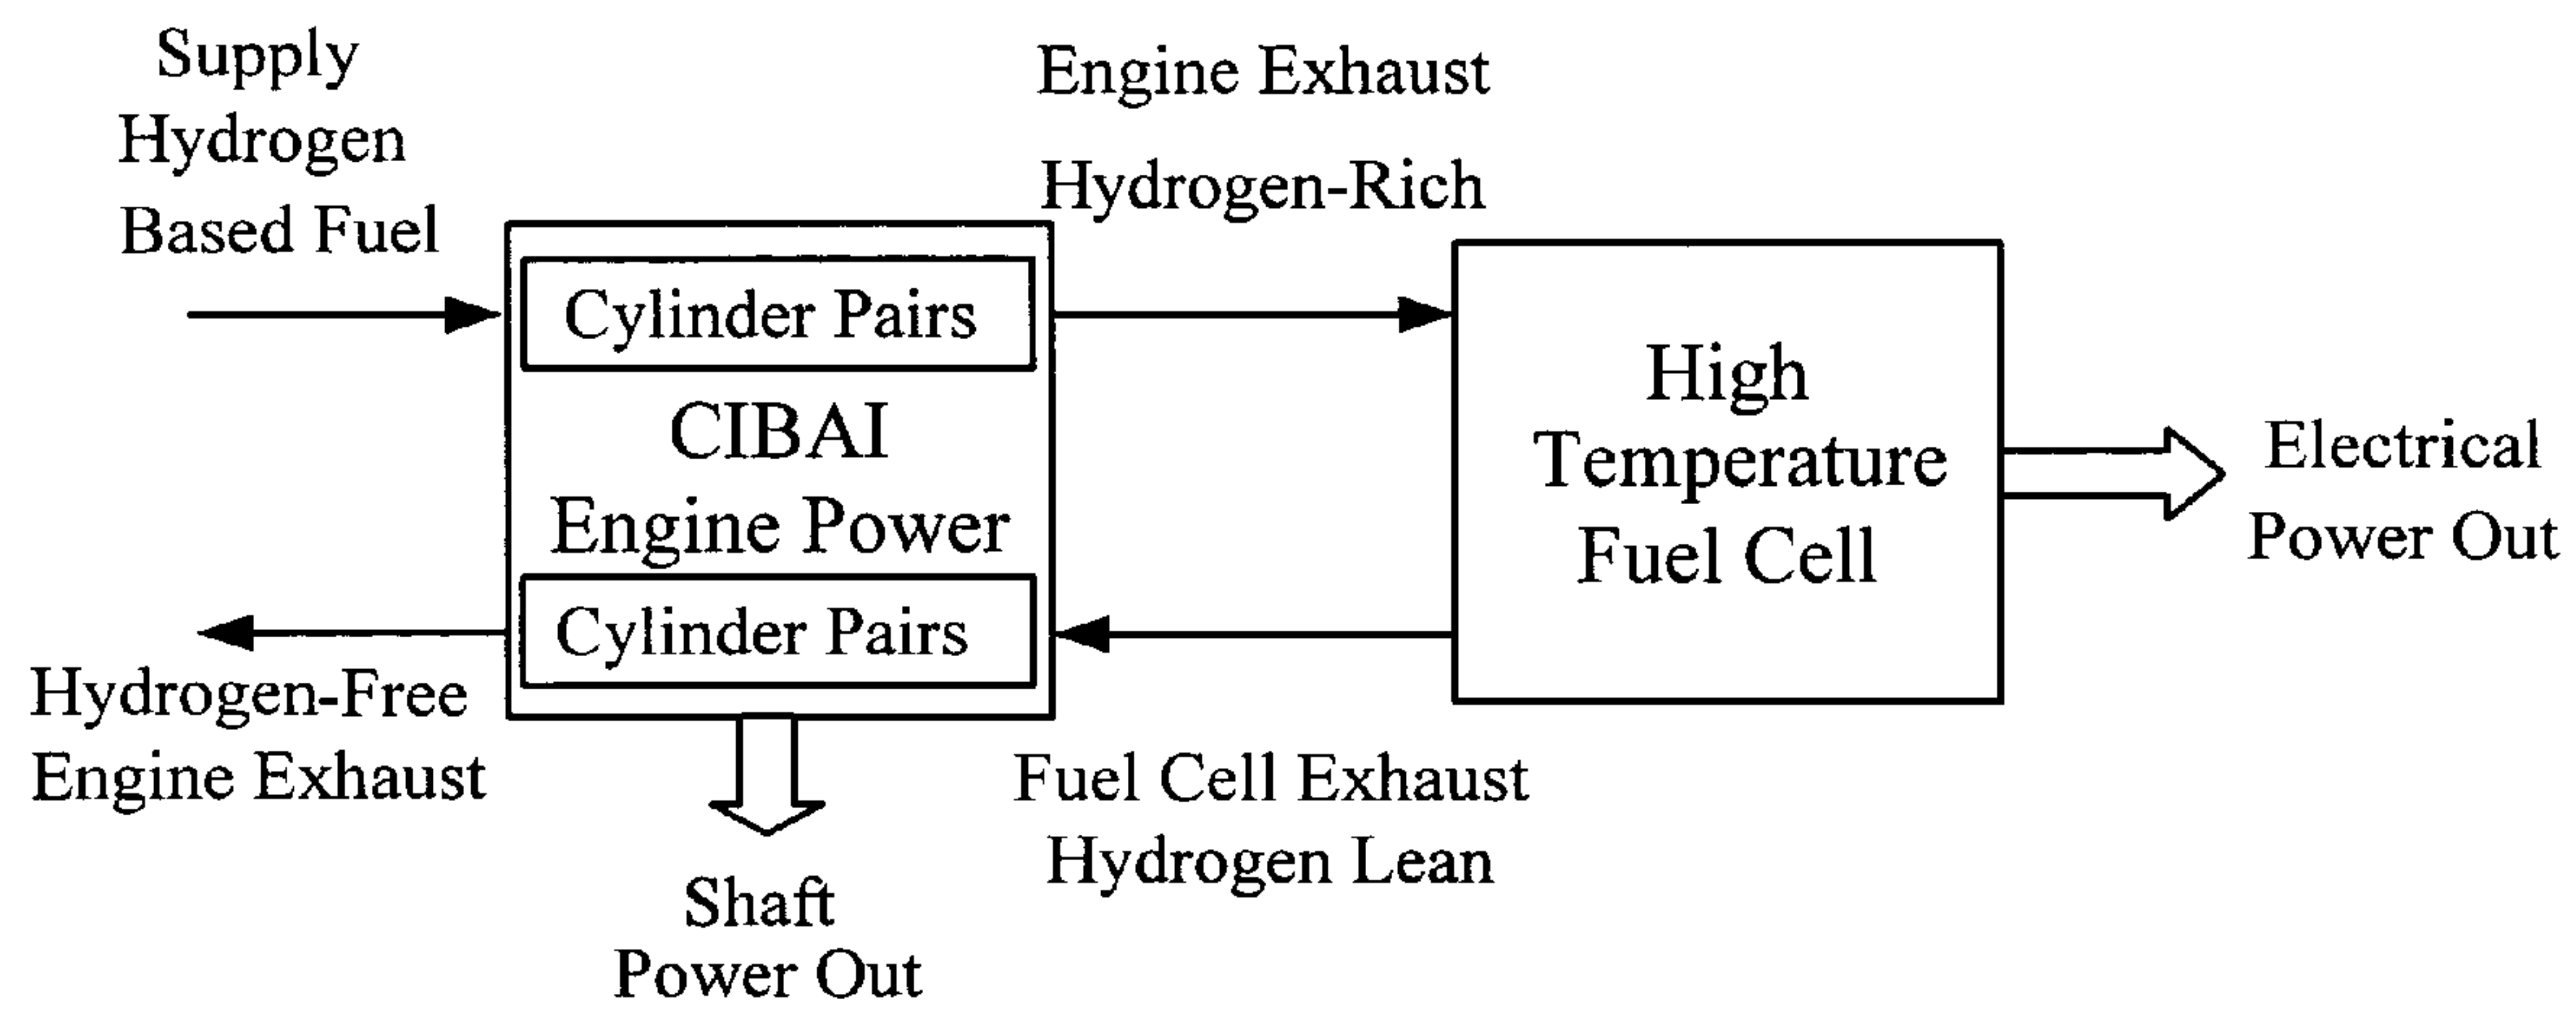 Supply
Hydrogen
Based Fuel
Engine Exhaust
Hydrogen-Rich
Cylinder Pairs
CIBAI
Engine Power
Cylinder Pairs
High
Temperature
Fuel Cell
Electrical
Power Out
Hydrogen-Free
Engine Exhaust
Fuel Cell Exhaust
Hydrogen Lean
Shaft
Power Out